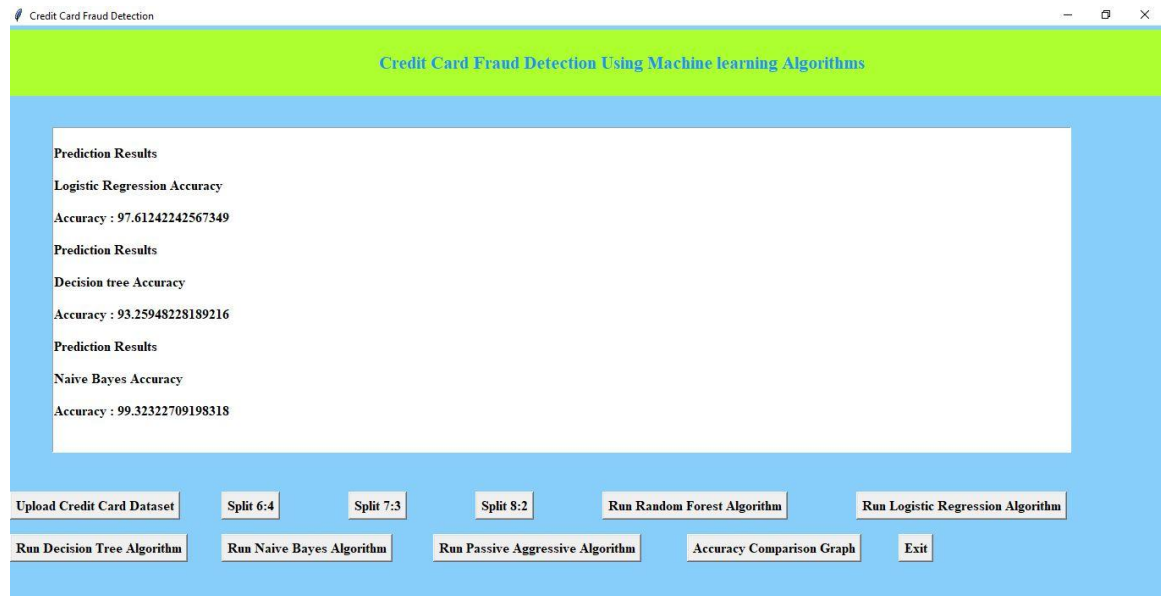 Credit Card Fraud Detection
Credit Card Fraud Detection Using Machine learning Algorithms
Prediction Results
Logistic Regression Accuracy
Accuracy : 97.61242242567349
Prediction Results
Decision tree Accuracy
Accuracy : 93.25948228189216
Prediction Results
Naive Bayes Accuracy
Accuracy : 99.32322709198318
Upload Credit Card Dataset Split 6:4 Split 7:3 Split 8:2 Run Random Forest Algorithm Run Logistic Regression Algorithm
Run Decision Tree Algorithm Run Naive Bayes Algorithm Run Passive Aggressive Algorithm Accuracy Comparison Graph Exit